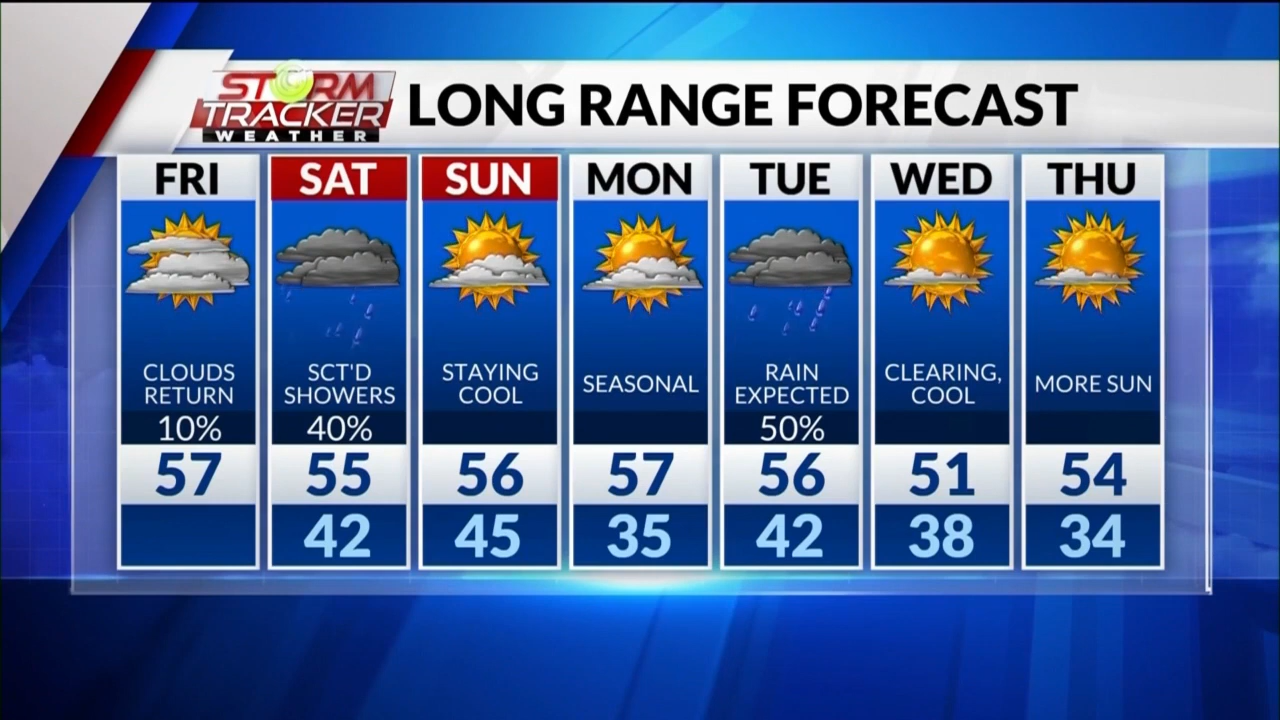 STORM
TRACKER
WEATHER
LONG RANGE FORECAST
FRI
CLOUDS
RETURN
10%
57
SAT
SCT'D
SHOWERS
40%
55
42
SUN
STAYING
COOL
56
45
MON
SEASONAL
57
35
TUE
RAIN
EXPECTED
50%
56
42
WED
CLEARING,
COOL
51
38
THU
MORE SUN
54
34